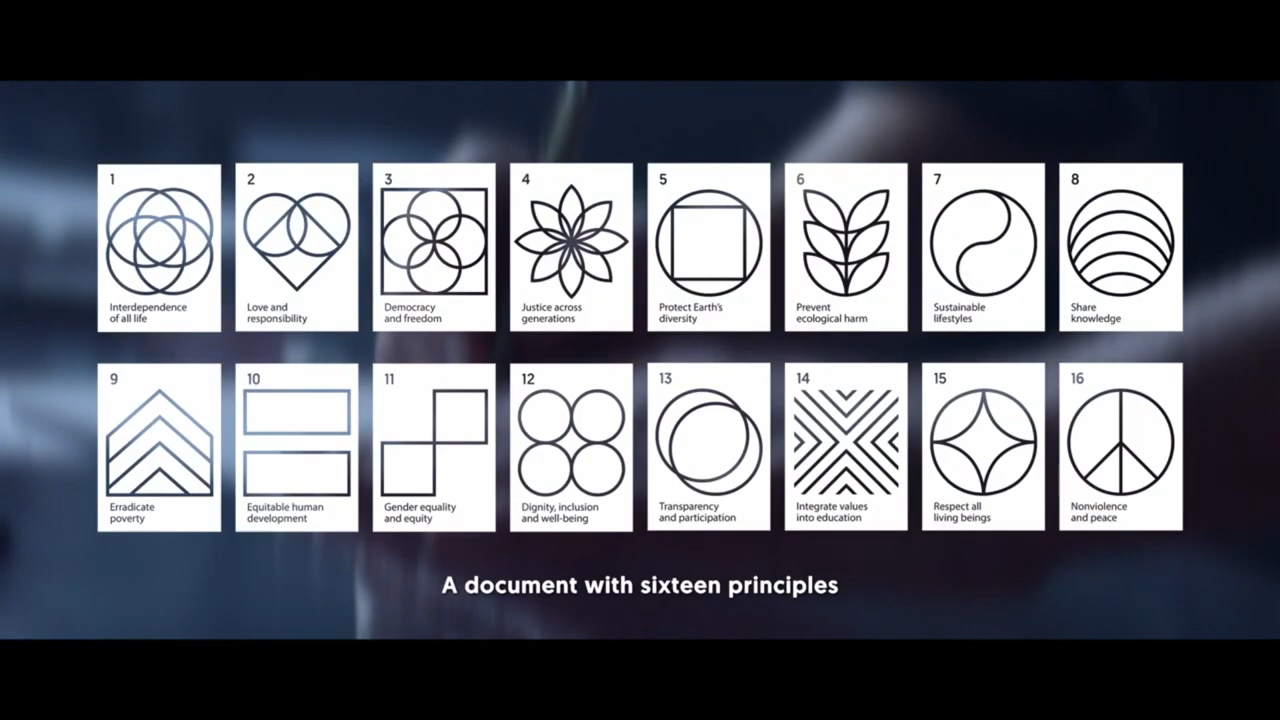 1
Interdependence
of all life
2
Love and
responsibility
3
Democracy
and freedom
4
Justice across
generations
5
Protect Earth's
diversity
6
Prevent
ecological harm
7
Sustainable
lifestyles
8
Share
knowledge
9
Erradicate
poverty
10
Equitable human
development
11
Gender equality
and equity
12
Dignity, inclusion
and well-being
13
Transparency
and participation
14
Integrate values
into education
15
Respect all
living beings
16
Nonviolence
and peace
A document with sixteen principles